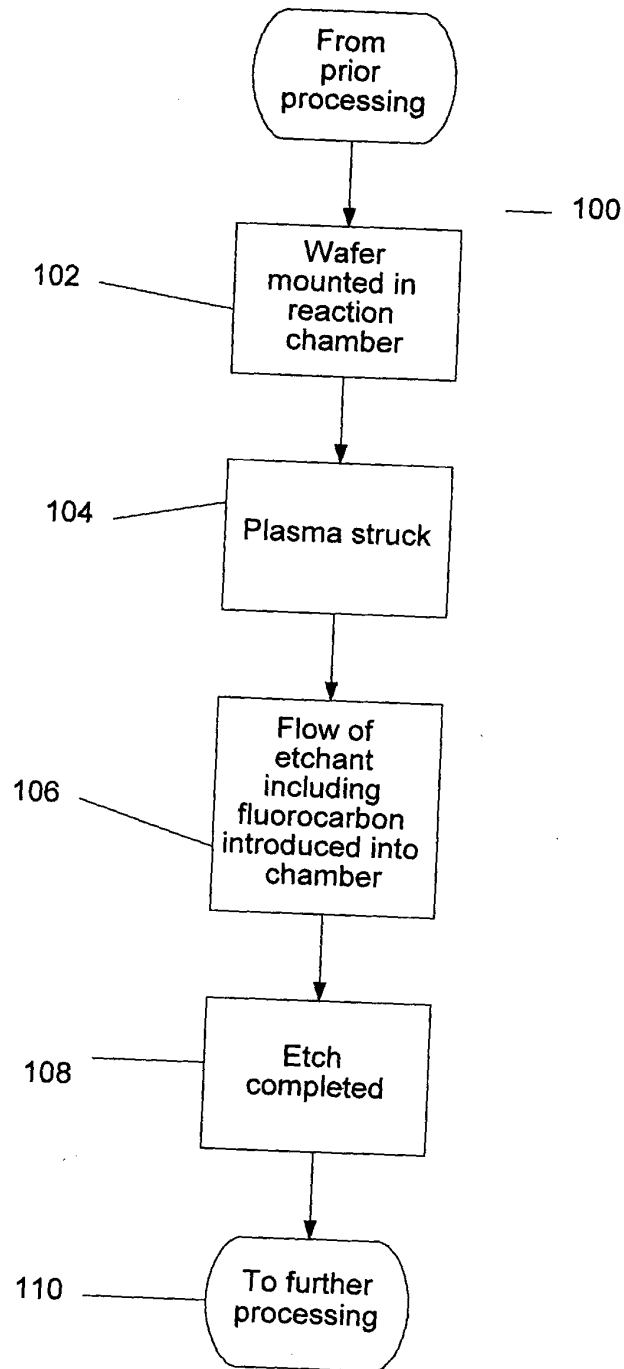 From
prior
processing
100
102
Wafer
mounted in
reaction
chamber
104
Plasma struck
106
Flow of
etchant
including
fluorocarbon
introduced into
chamber
108
Etch
completed
110
To further
processing